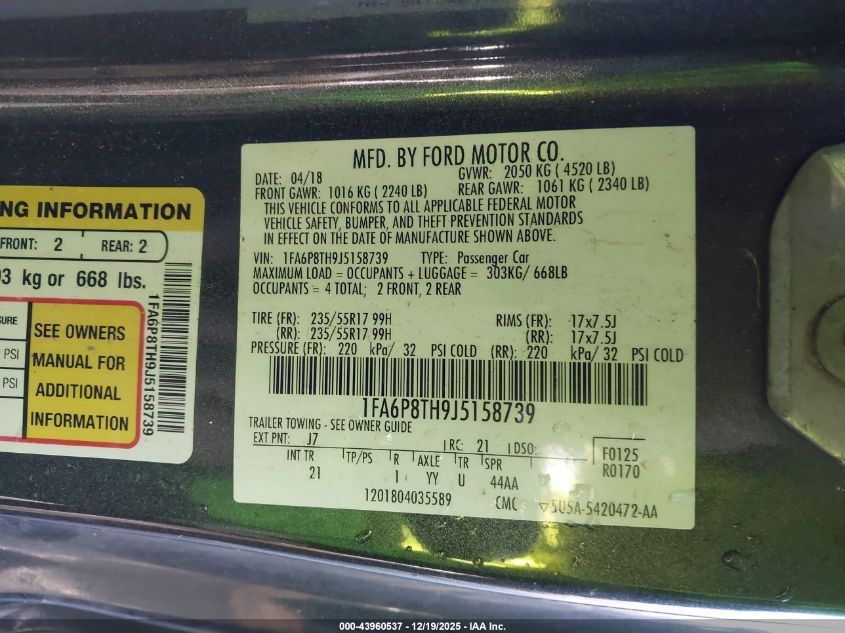 NG INFORMATION
FRONT: 2 REAR: 2
3 kg or 668 lbs.
PSI
PSI
SEE OWNERS
MANUAL FOR
ADDITIONAL
INFORMATION
1FA6P8TH9J5158739
MFD. BY FORD MOTOR CO.
DATE 04/18 GVWR: 2050 KG ( 4520 LB)
FRONT GAWR: 1016 KG ( 2240 LB) REAR GAWR: 1061 KG ( 2340 LB)
THIS VEHICLE CONFORMS TO ALL APPLICABLE FEDERAL MOTOR
VEHICLE SAFETY, BUMPER, AND THEFT PREVENTION STANDARDS
IN EFFECT ON THE DATE OF MANUFACTURE SHOWN ABOVE.
VIN: 1FA6P8TH9J5158739 TYPE: Passenger Car
MAXIMUM LOAD = OCCUPANTS + LUGGAGE = 303KG/ 668LB
OCCUPANTS = 4 TOTAL; 2 FRONT, 2 REAR
TIRE (FR): 235/55R17 99H RIMS (FR): 17x7.5J
(RR): 235/55R17 99H (RR): 17x7.5J
PRESSURE (FR): 220 kPa/ 32 PSI COLD (RR): 220 kPa/ 32 PSI COLD
1FA6P8TH9J5158739
TRAILER TOWING - SEE OWNER GUIDE
EXT PNT: J7 RC: 21 DSO: F0125
INT TR TP/PS R AXLE TR SPR R0170
21 1 YY U 44AA
1201804035589 CMC ▽5U5A-5420472-AA
000-43960537 - 12/19/2025 - IAA Inc.